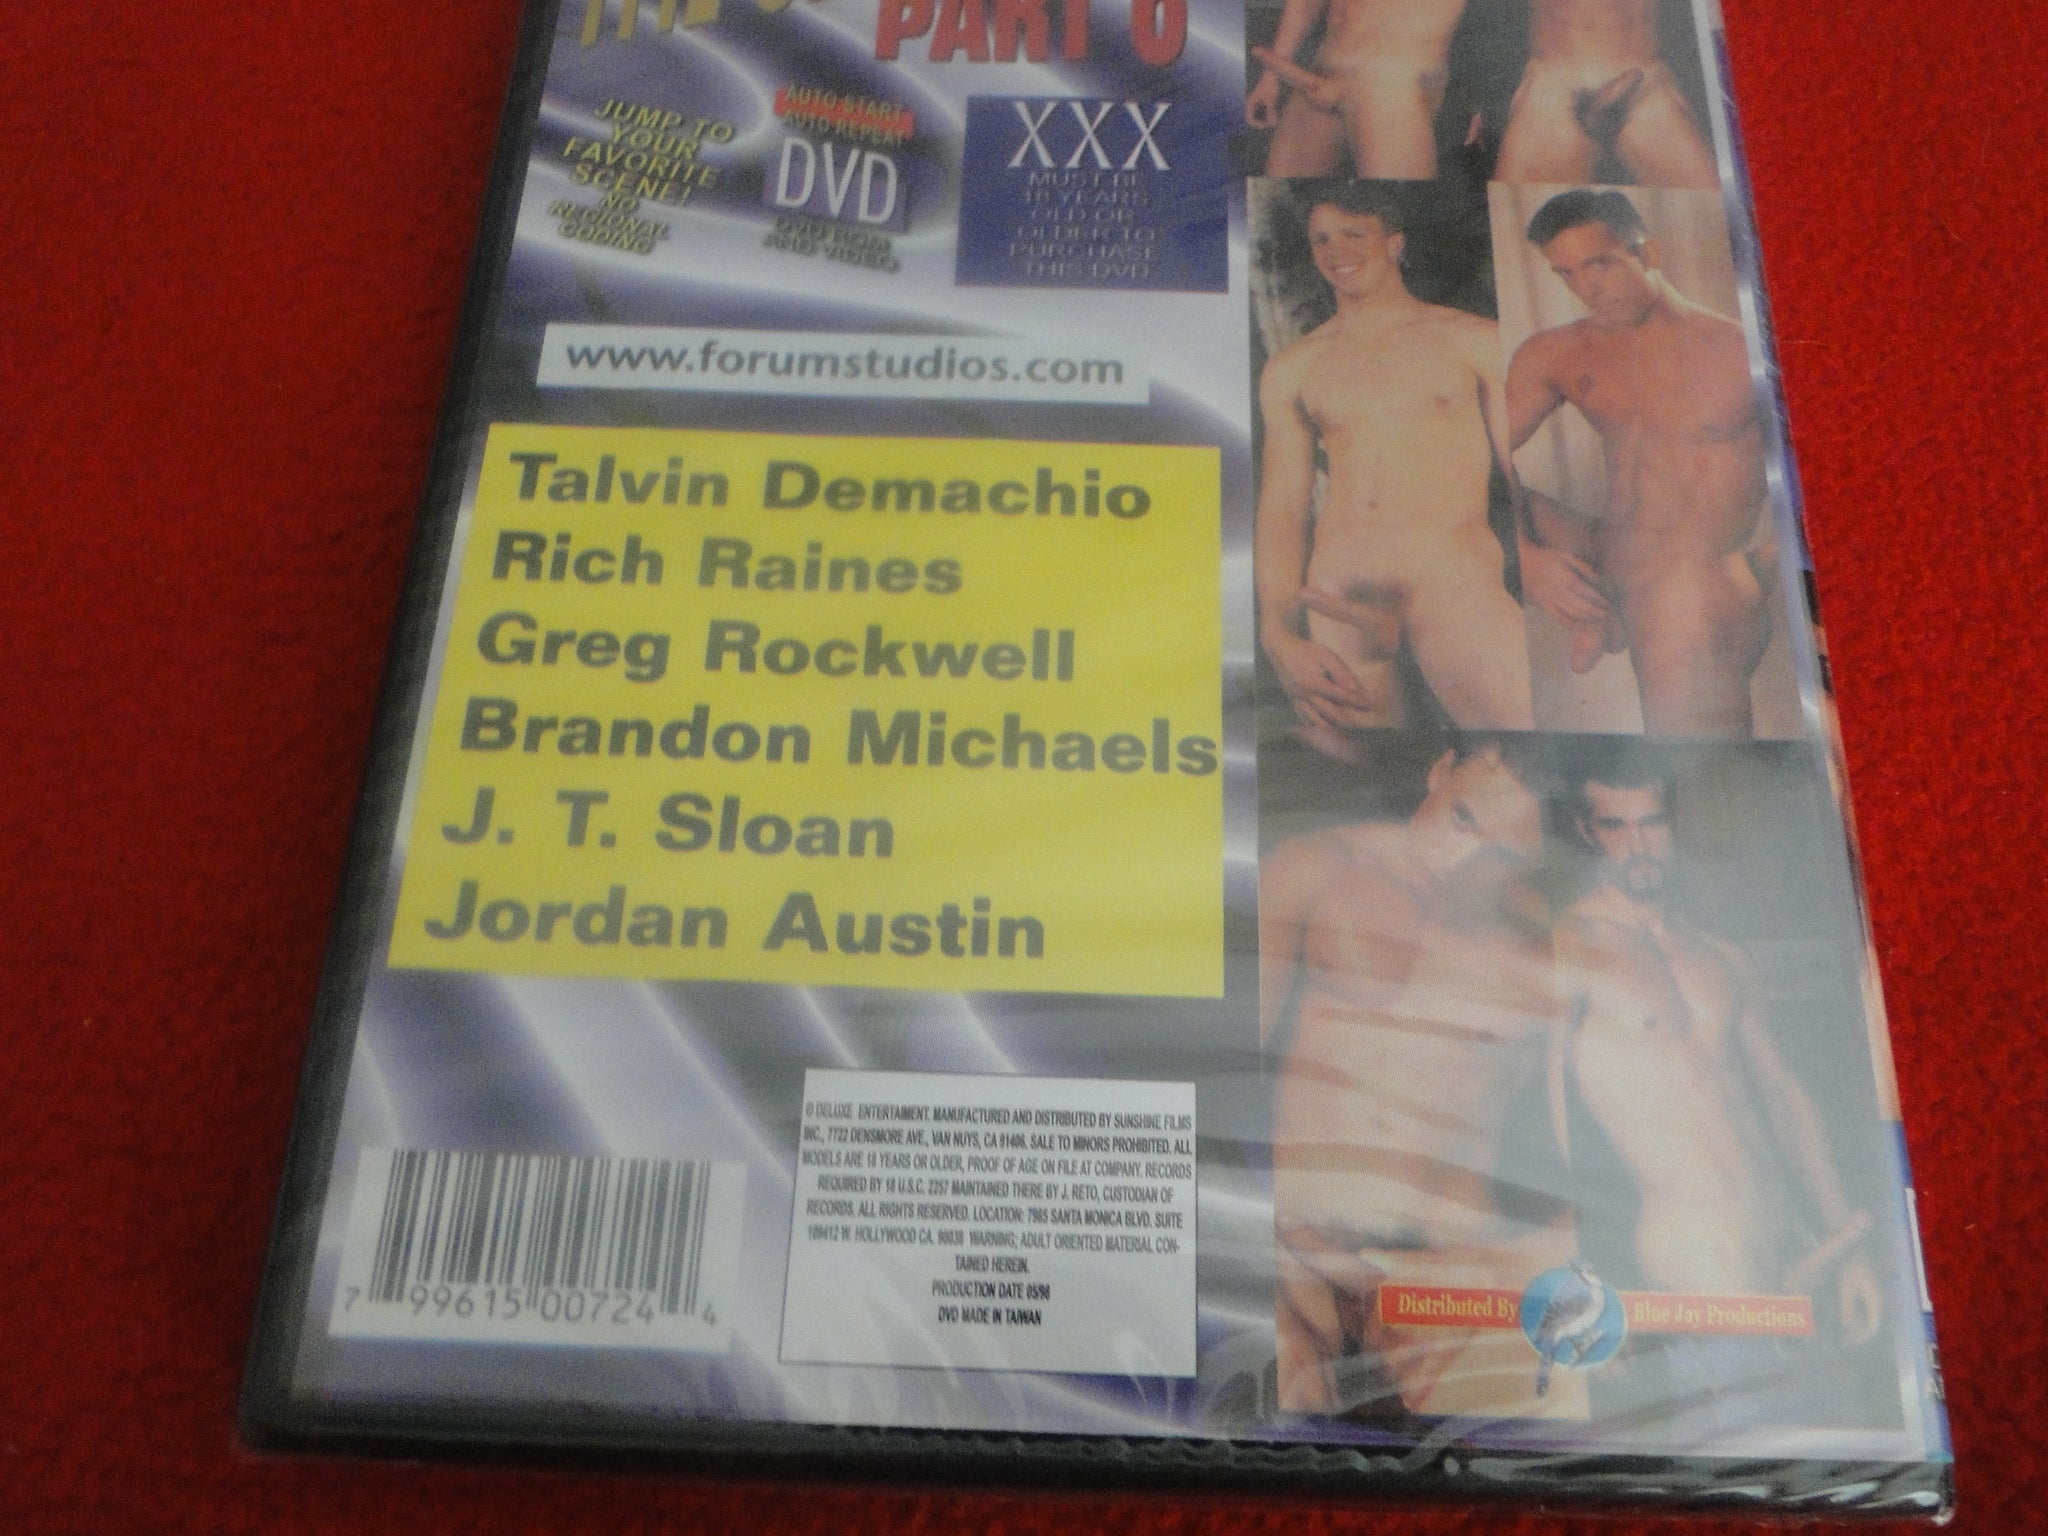 PART 6
JUMP TO
YOUR
FAVORITE
SCENE!
NO
REGIONAL
CODING
AUTO START
AUTO REPEAT
DVD
DVD-ROM
AND VIDEO
XXX
MUST BE
18 YEARS
OLD OR
OLDER TO
PURCHASE
THIS DVD
www.forumstudios.com
Talvin Demachio
Rich Raines
Greg Rockwell
Brandon Michaels
J. T. Sloan
Jordan Austin
© DELUXE ENTERTAIMENT. MANUFACTURED AND DISTRIBUTED BY SUNSHINE FILMS
INC., 7722 DENSMORE AVE., VAN NUYS, CA 91406. SALE TO MINORS PROHIBITED. ALL
MODELS ARE 18 YEARS OR OLDER, PROOF OF AGE ON FILE AT COMPANY. RECORDS
REQUIRED BY 18 U.S.C. 2257 MAINTAINED THERE BY J. RETO, CUSTODIAN OF
RECORDS. ALL RIGHTS RESERVED. LOCATION: 7985 SANTA MONICA BLVD. SUITE
109412 W. HOLLYWOOD CA. 90038 WARNING; ADULT ORIENTED MATERIAL CON-
TAINED HEREIN.
PRODUCTION DATE 05/98
DVD MADE IN TAIWAN
7 99615 00724 4
Distributed By Blue Jay Productions